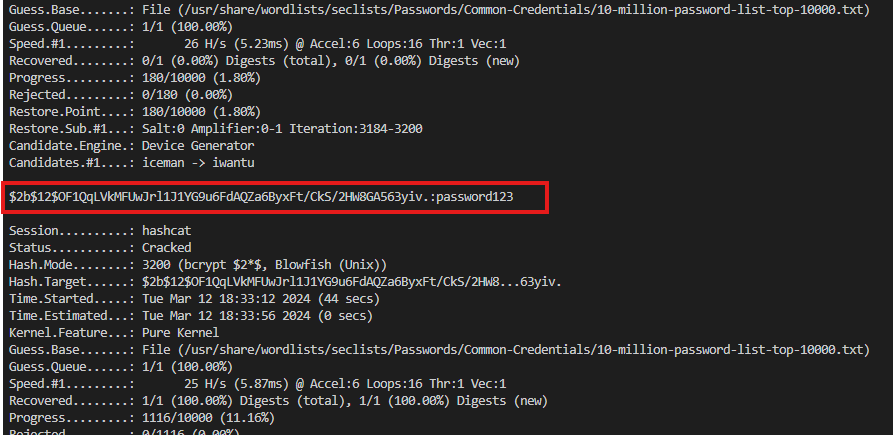 Guess.Base.......: File (/usr/share/wordlists/seclists/Passwords/Common-Credentials/10-million-password-list-top-10000.txt)
Guess.Queue......: 1/1 (100.00%)
Speed.#1.........:       26 H/s (5.23ms) @ Accel:6 Loops:16 Thr:1 Vec:1
Recovered........: 0/1 (0.00%) Digests (total), 0/1 (0.00%) Digests (new)
Progress.........: 180/10000 (1.80%)
Rejected.........: 0/180 (0.00%)
Restore.Point....: 180/10000 (1.80%)
Restore.Sub.#1...: Salt:0 Amplifier:0-1 Iteration:3184-3200
Candidate.Engine.: Device Generator
Candidates.#1....: iceman -> iwantu
$2b$12$OF1QqLVkMFUwJrl1J1YG9u6FdAQZa6ByxFt/CkS/2HW8GA563yiv.:password123
Session..........: hashcat
Status...........: Cracked
Hash.Mode........: 3200 (bcrypt $2*$, Blowfish (Unix))
Hash.Target......: $2b$12$OF1QqLVkMFUwJrl1J1YG9u6FdAQZa6ByxFt/CkS/2HW8...63yiv.
Time.Started.....: Tue Mar 12 18:33:12 2024 (44 secs)
Time.Estimated...: Tue Mar 12 18:33:56 2024 (0 secs)
Kernel.Feature...: Pure Kernel
Guess.Base.......: File (/usr/share/wordlists/seclists/Passwords/Common-Credentials/10-million-password-list-top-10000.txt)
Guess.Queue......: 1/1 (100.00%)
Speed.#1.........:       25 H/s (5.87ms) @ Accel:6 Loops:16 Thr:1 Vec:1
Recovered........: 1/1 (100.00%) Digests (total), 1/1 (100.00%) Digests (new)
Progress.........: 1116/10000 (11.16%)
Rejected.........: 0/1116 (0.00%)